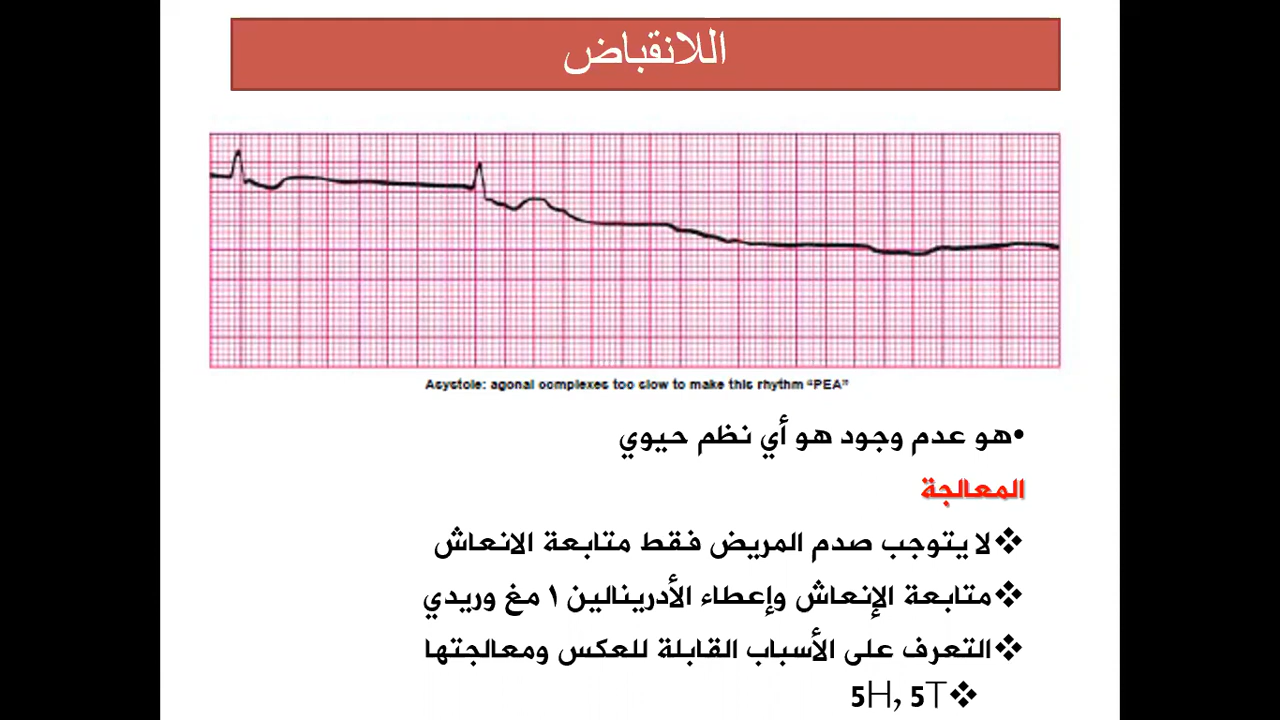 اللانقباض
Asystole: agonal complexes too slow to make this rhythm “PEA”
•هو عدم وجود هو أي نظم حيوي
المعالجة
❖لا يتوجب صدم المريض فقط متابعة الانعاش
❖متابعة الإنعاش وإعطاء الأدرينالين ١ مغ وريدي
❖التعرف على الأسباب القابلة للعكس ومعالجتها
❖5H, 5T